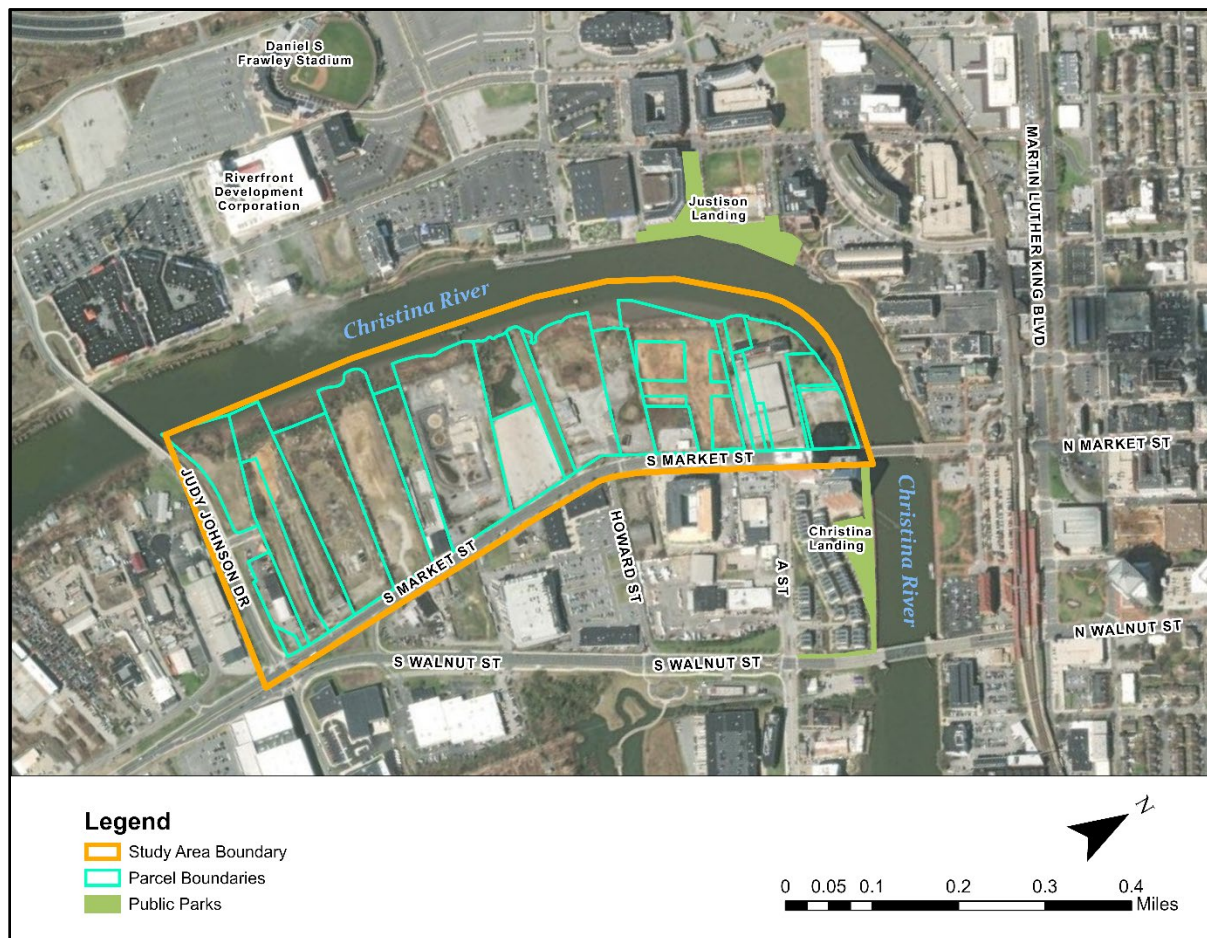 Daniel S
Frawley Stadium
Riverfront
Development
Corporation
Justison
Landing
MARTIN LUTHER KING BLVD
Christina River
S MARKET ST
N MARKET ST
JUDY JOHNSON DR
S MARKET ST
HOWARD ST
A ST
Christina
Landing
Christina River
S WALNUT ST
S WALNUT ST
N WALNUT ST
Legend
Study Area Boundary
Parcel Boundaries
Public Parks
N
0 0.05 0.1 0.2 0.3 0.4
Miles